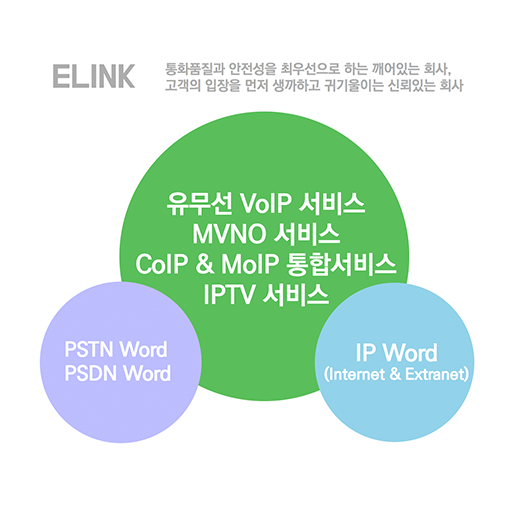 ELINK
통화품질과 안전성을 최우선으로 하는 깨어있는 회사,
고객의 입장을 먼저 생까하고 귀기울이는 신뢰있는 회사
유무선 VoIP 서비스
MVNO 서비스
CoIP & MoIP 통합서비스
IPTV 서비스
PSTN Word
PSDN Word
IP Word
(Internet & Extranet)